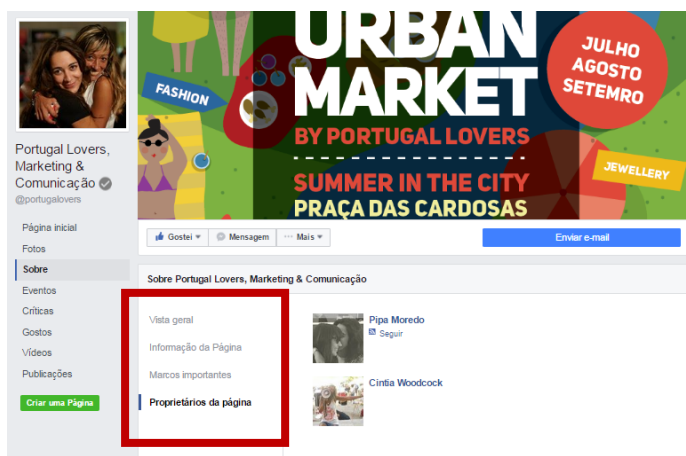 URBAN
MARKET
BY PORTUGAL LOVERS
SUMMER IN THE CITY
PRAÇA DAS CARDOSAS
FASHION
JULHO
AGOSTO
SETEMRO
JEWELLERY
Portugal Lovers,
Marketing &
Comunicação
@portugalovers
Página inicial
Fotos
Sobre
Eventos
Críticas
Gostos
Vídeos
Publicações
Criar uma Página
Gostei
Mensagem
Mais
Enviar e-mail
Sobre Portugal Lovers, Marketing & Comunicação
Vista geral
Informação da Página
Marcos importantes
Proprietários da página
Pipa Moredo
Seguir
Cintia Woodcock